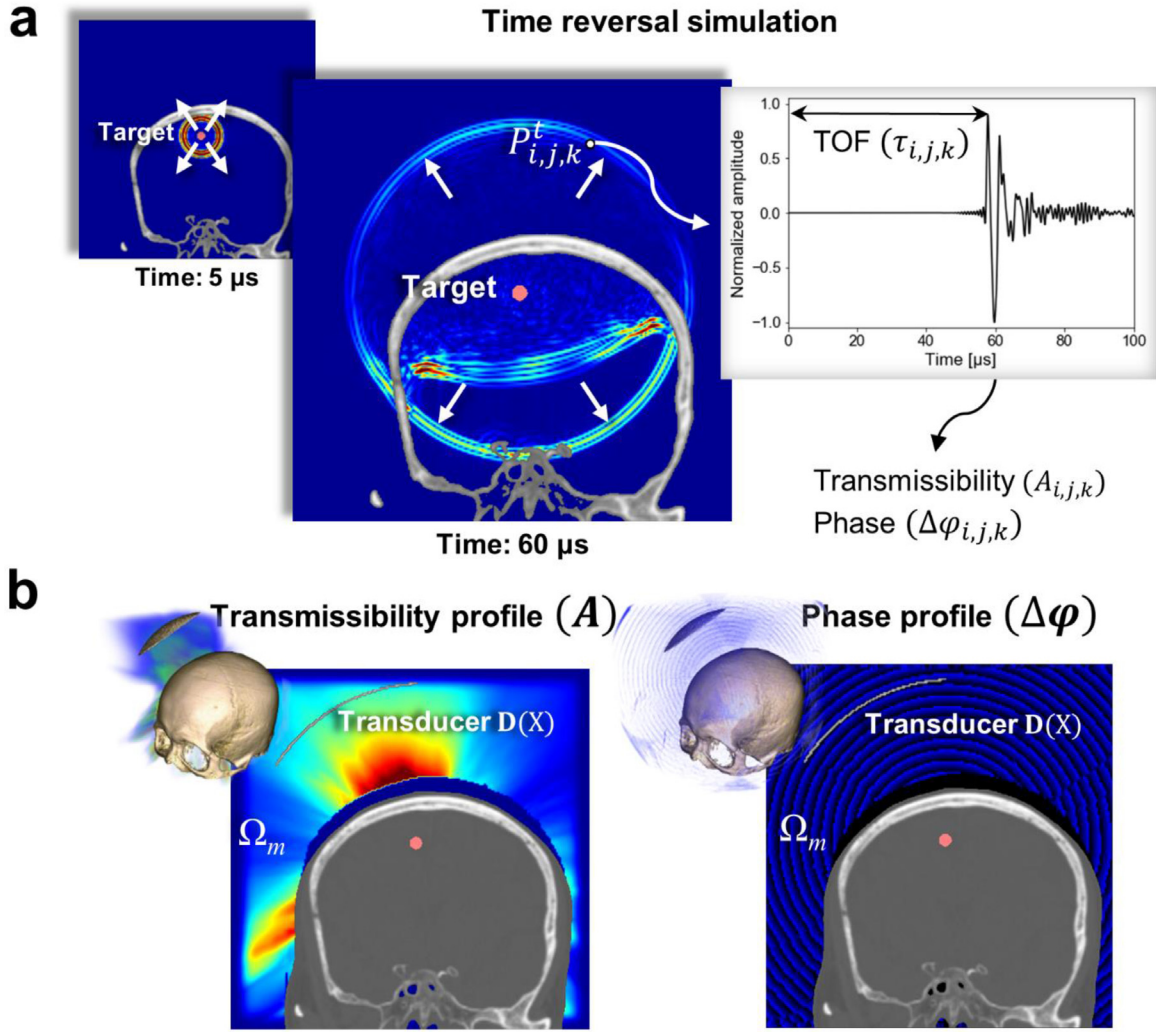 a
Time reversal simulation
Target
Time: 5 μs
P^t_{i,j,k}
Target
Time: 60 μs
TOF (τ_{i,j,k})
Normalized amplitude
1.0
0.5
0.0
−0.5
−1.0
0 20 40 60 80 100
Time [μs]
Transmissibility (A_{i,j,k})
Phase (Δφ_{i,j,k})
b
Transmissibility profile (A)
Transducer D(X)
Ω_m
Phase profile (Δφ)
Transducer D(X)
Ω_m